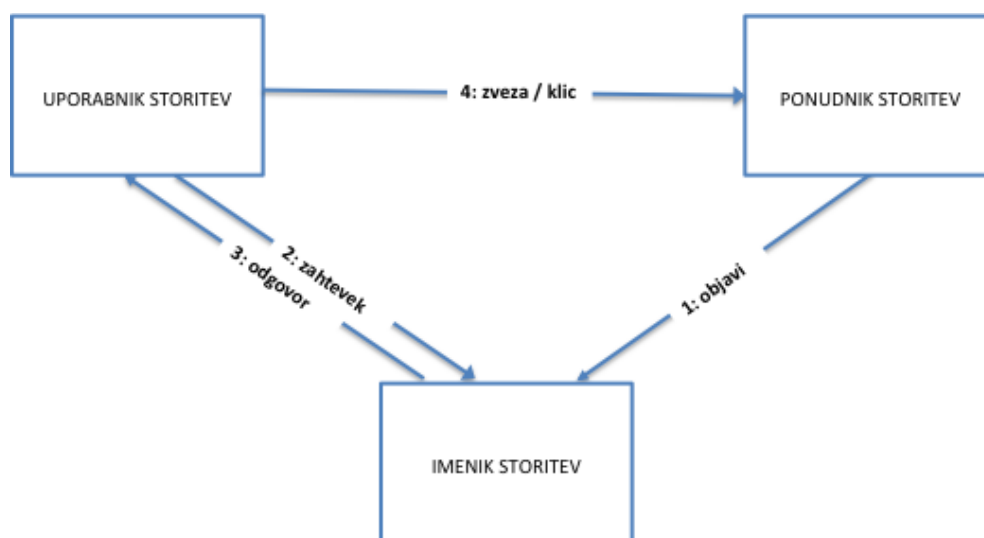 UPORABNIK STORITEV
4: zveza / klic
PONUDNIK STORITEV
3: odgovor
2: zahtevek
1: objavi
IMENIK STORITEV